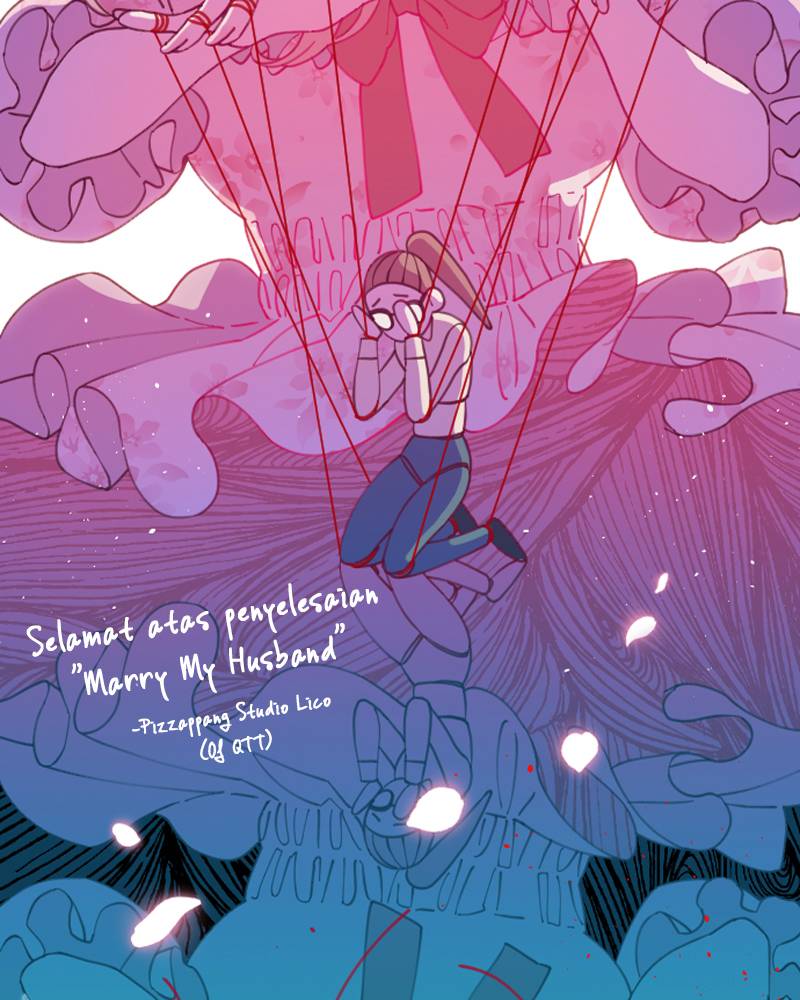 Selamat atas penyelesaian
"Marry My Husband"
-Pizzappang Studio Lico
(Of QTT)